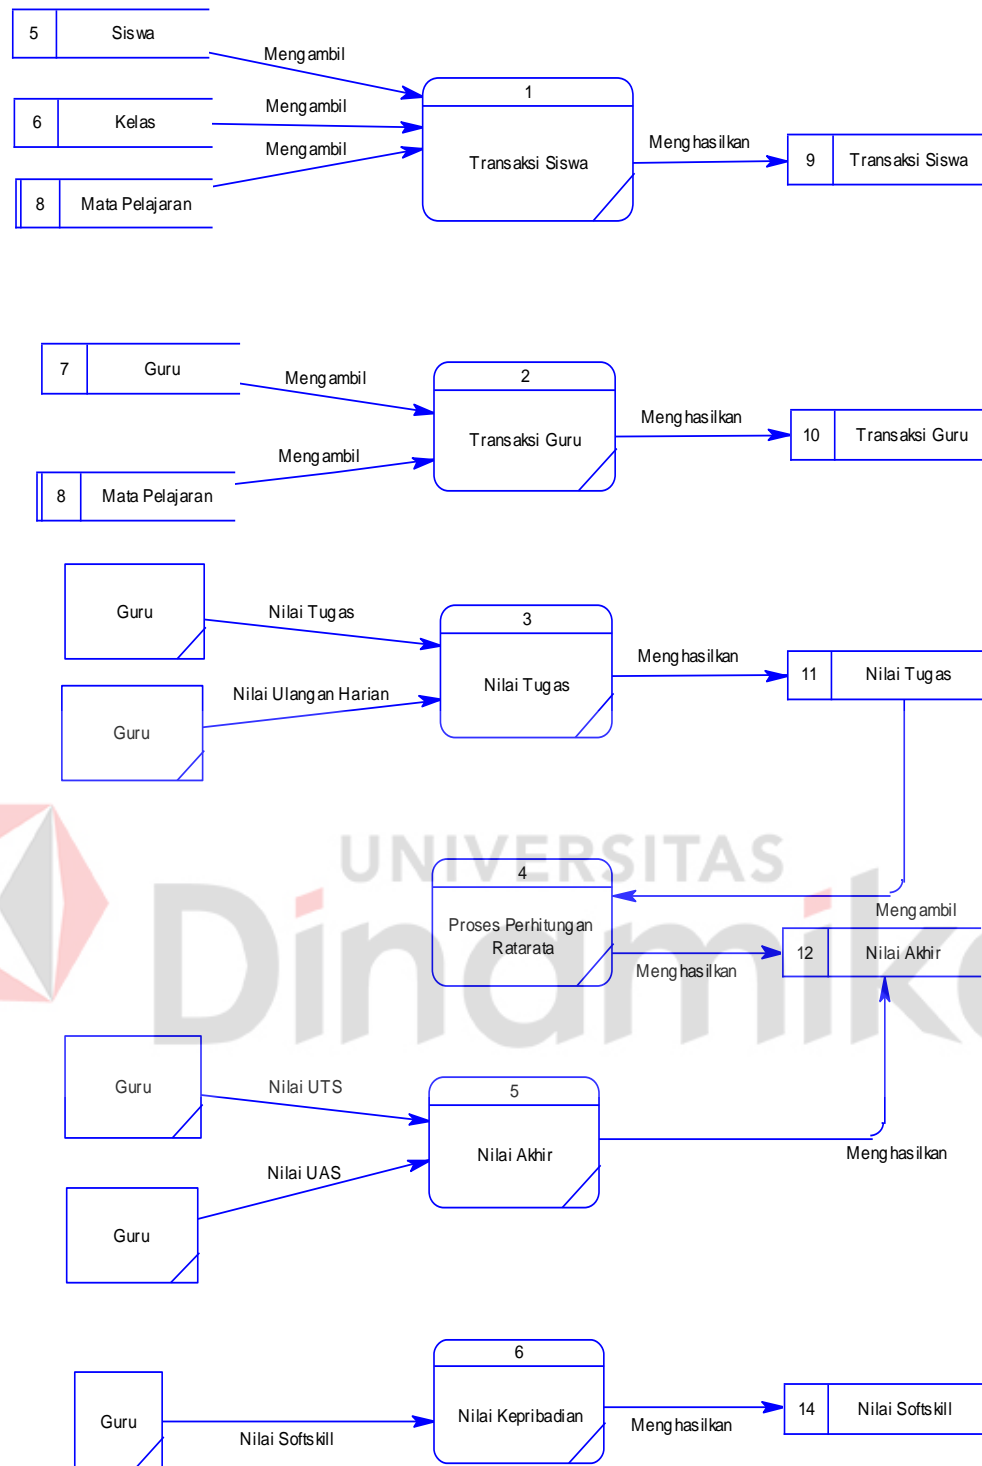 5 Siswa
Mengambil
6 Kelas
Mengambil
8 Mata Pelajaran
Mengambil
1
Transaksi Siswa
Menghasilkan
9 Transaksi Siswa
7 Guru
Mengambil
8 Mata Pelajaran
Mengambil
2
Transaksi Guru
Menghasilkan
10 Transaksi Guru
Guru
Nilai Tugas
Guru
Nilai Ulangan Harian
3
Nilai Tugas
Menghasilkan
11 Nilai Tugas
UNIVERSITAS
Dinamika
Mengambil
4
Proses Perhitungan
Ratarata
Menghasilkan
12 Nilai Akhir
Guru
Nilai UTS
Guru
Nilai UAS
5
Nilai Akhir
Menghasilkan
Guru
Nilai Softskill
6
Nilai Kepribadian
Menghasilkan
14 Nilai Softskill